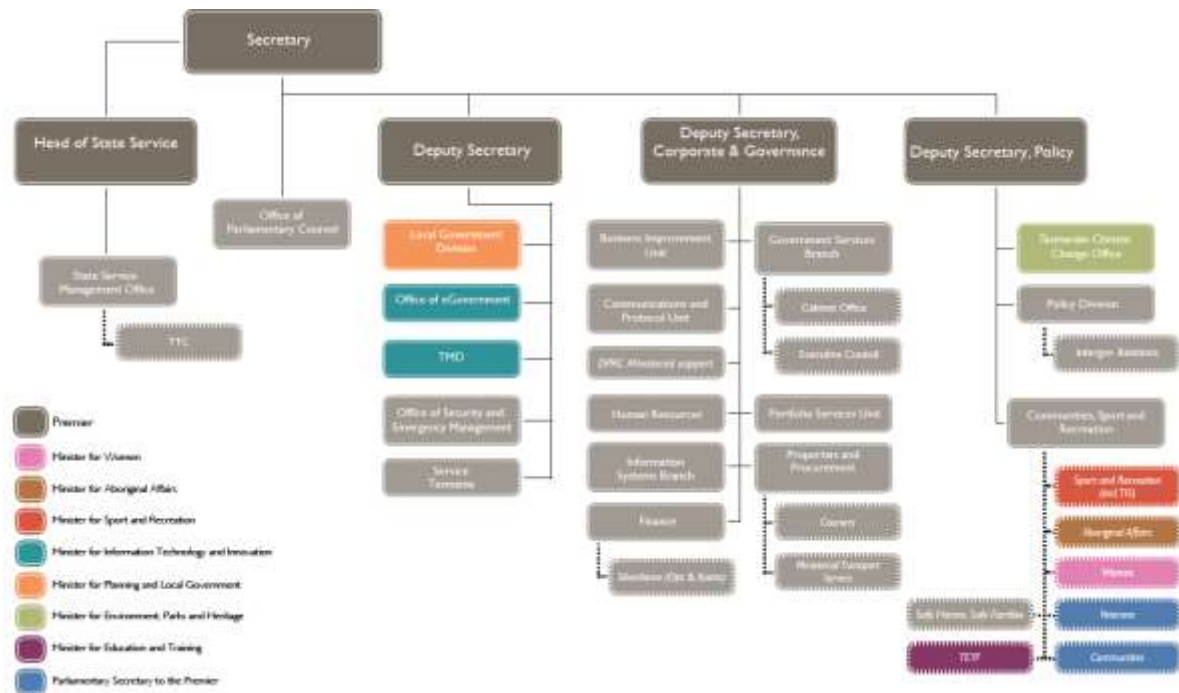 Secretary
Head of State Service
Deputy Secretary
Deputy Secretary,
Corporate & Governance
Deputy Secretary, Policy
Office of
Parliamentary Counsel
State Service
Management Office
Local Government
Division
Office of eGovernment
TMD
Office of Security and
Emergency Management
Service
Tasmania
Business Improvement
Unit
Communications and
Protocol Unit
DPAC Ministerial support
Human Resources
Information
Systems Branch
Finance
Government Services
Branch
Cabinet Office
Executive Council
Portfolio Services Unit
Properties and
Procurement
Couriers
Ministerial Transport
Tasmanian Climate
Change Office
Policy Division
Intergov Relations
Communities, Sport and
Recreation
Sport and Recreation
Aboriginal Affairs
Women
Safe Homes, Safe Families
Veterans
Communities
Premier
Minister for Women
Minister for Aboriginal Affairs
Minister for Sport and Recreation
Minister for Information Technology and Innovation
Minister for Planning and Local Government
Minister for Environment, Parks and Heritage
Minister for Education and Training
Parliamentary Secretary to the Premier